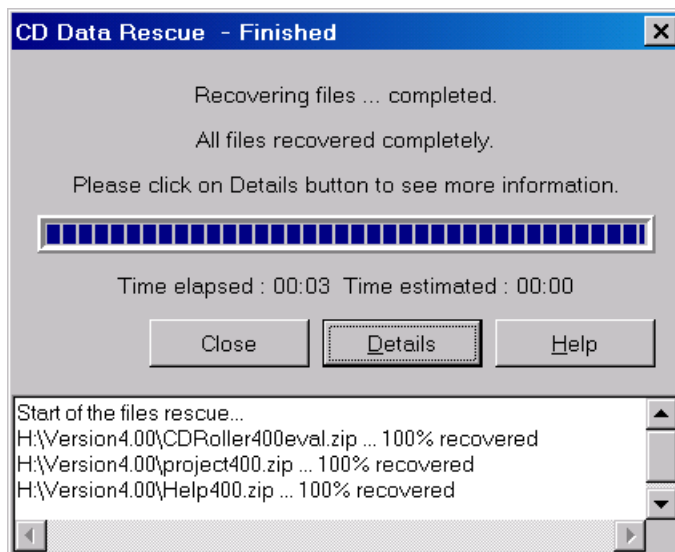 CD Data Rescue - Finished
Recovering files ... completed.
All files recovered completely.
Please click on Details button to see more information.
Time elapsed : 00:03 Time estimated : 00:00
Close Details Help
Start of the files rescue...
H:\Version4.00\CDRoller400eval.zip ... 100% recovered
H:\Version4.00\project400.zip ... 100% recovered
H:\Version4.00\Help400.zip ... 100% recovered